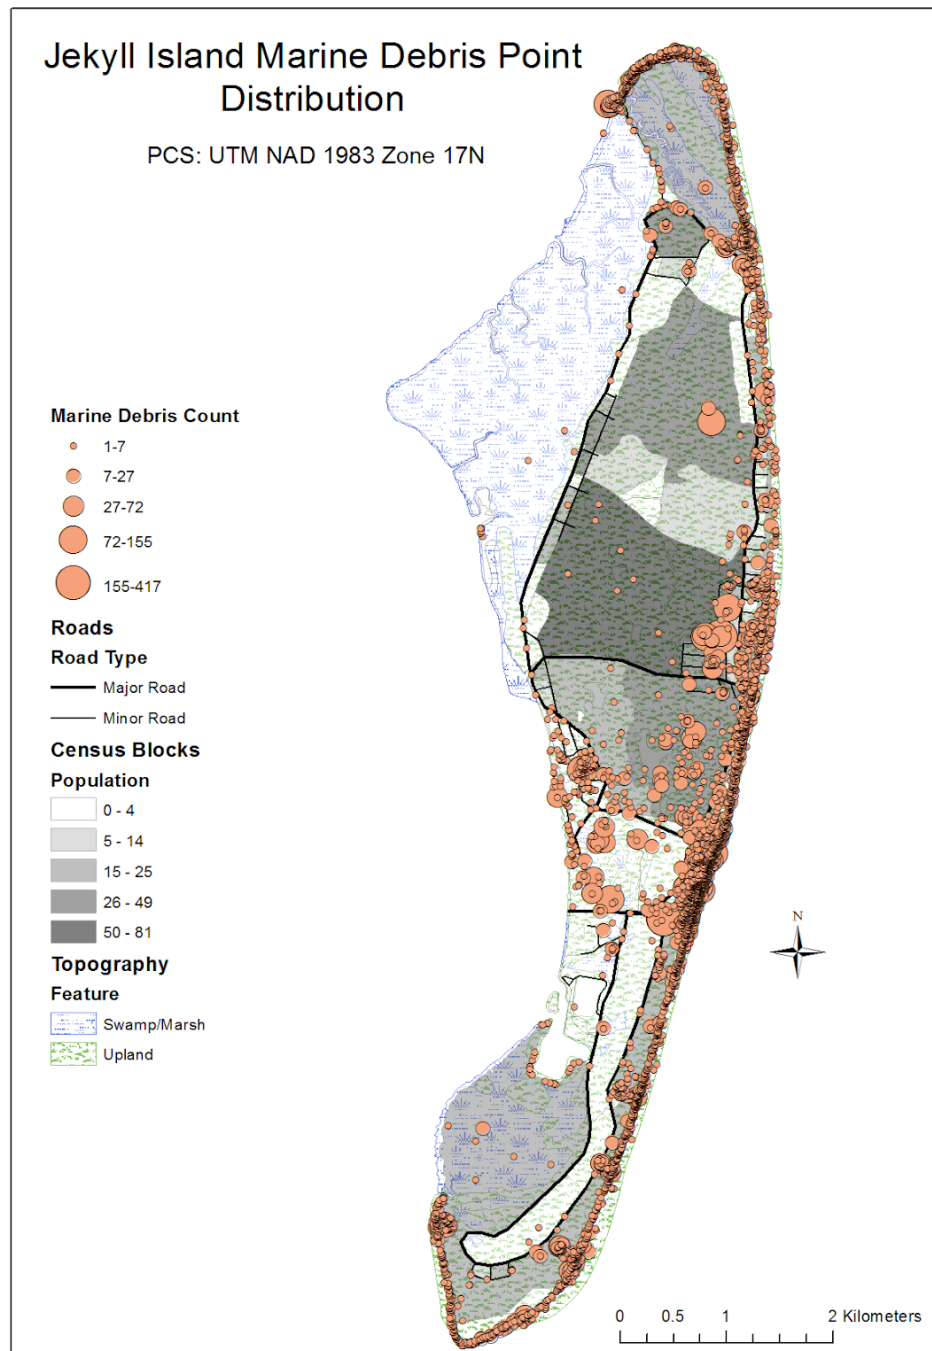 Jekyll Island Marine Debris Point
Distribution
PCS: UTM NAD 1983 Zone 17N
Marine Debris Count
1-7
7-27
27-72
72-155
155-417
Roads
Road Type
Major Road
Minor Road
Census Blocks
Population
0 - 4
5 - 14
15 - 25
26 - 49
50 - 81
Topography
Feature
Swamp/Marsh
Upland
N
0 0.5 1 2 Kilometers